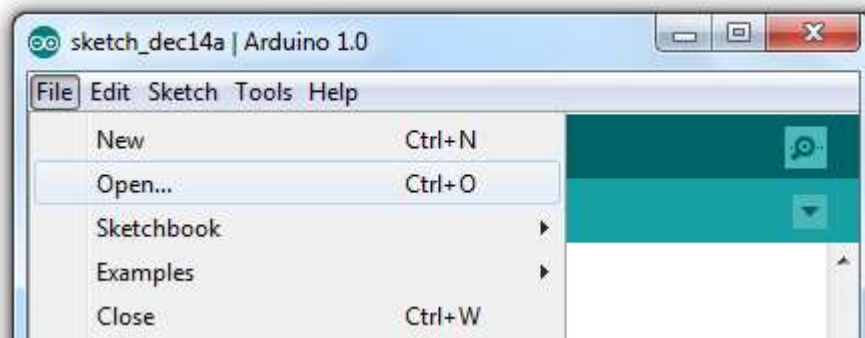 sketch_dec14a | Arduino 1.0
File Edit Sketch Tools Help
New Ctrl+N
Open... Ctrl+O
Sketchbook
Examples
Close Ctrl+W